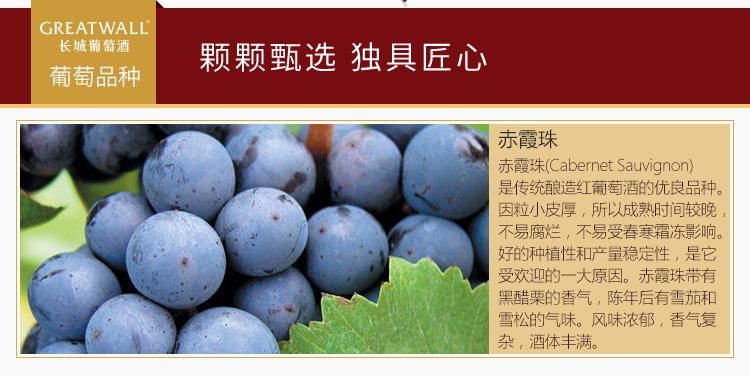 GREATWALL
长城葡萄酒
葡萄品种
颗颗甄选 独具匠心
赤霞珠
赤霞珠(Cabernet Sauvignon)
是传统酿造红葡萄酒的优良品种。
因粒小皮厚，所以成熟时间较晚，
不易腐烂，不易受春寒霜冻影响。
好的种植性和产量稳定性，是它
受欢迎的一大原因。赤霞珠带有
黑醋栗的香气，陈年后有雪茄和
雪松的气味。风味浓郁，香气复
杂，酒体丰满。